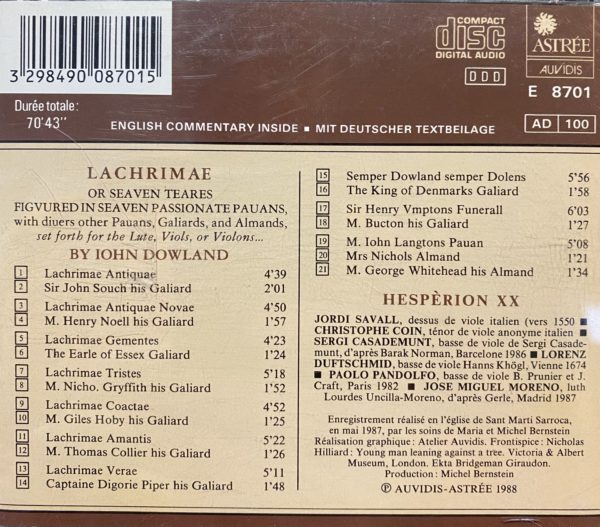 3 298490 087015
COMPACT
disc
DIGITAL AUDIO
D D D
ASTRÉE
AUVIDIS
E 8701
AD 100
Durée totale :
70'43''
ENGLISH COMMENTARY INSIDE ▪ MIT DEUTSCHER TEXTBEILAGE
LACHRIMAE
OR SEAVEN TEARES
FIGVURED IN SEAVEN PASSIONATE PAUANS,
with diuers other Pauans, Galiards, and Almands,
set forth for the Lute, Viols, or Violons...
BY IOHN DOWLAND
1 Lachrimae Antiquae 4'39
2 Sir John Souch his Galiard 2'01
3 Lachrimae Antiquae Novae 4'50
4 M. Henry Noell his Galiard 1'57
5 Lachrimae Gementes 4'23
6 The Earle of Essex Galiard 1'24
7 Lachrimae Tristes 5'18
8 M. Nicho. Gryffith his Galiard 1'52
9 Lachrimae Coactae 4'52
10 M. Giles Hoby his Galiard 1'25
11 Lachrimae Amantis 5'22
12 M. Thomas Collier his Galiard 1'26
13 Lachrimae Verae 5'11
14 Captaine Digorie Piper his Galiard 1'48
15 Semper Dowland semper Dolens 5'56
16 The King of Denmarks Galiard 1'58
17 Sir Henry Vmptons Funerall 6'03
18 M. Bucton his Galiard 1'27
19 M. Iohn Langtons Pauan 5'08
20 Mrs Nichols Almand 1'21
21 M. George Whitehead his Almand 1'34
HESPÈRION XX
JORDI SAVALL, dessus de viole italien (vers 1550 ▪
CHRISTOPHE COIN, ténor de viole anonyme italien ▪
SERGI CASADEMUNT, basse de viole de Sergi Casade-
munt, d'après Barak Norman, Barcelone 1986 ▪ LORENZ
DUFTSCHMID, basse de viole Hanns Khögl, Vienne 1674
▪ PAOLO PANDOLFO, basse de viole B. Prunier et J.
Craft, Paris 1982 ▪ JOSE MIGUEL MORENO, luth
Lourdes Uncilla-Moreno, d'après Gerle, Madrid 1987
Enregistrement réalisé en l'église de Sant Marti Sarroca,
en mai 1987, par les soins de Maria et Michel Bernstein
Réalisation graphique : Atelier Auvidis. Frontispice : Nicholas
Hilliard : Young man leaning against a tree. Victoria & Albert
Museum, London. Ekta Bridgeman Giraudon.
Production : Michel Bernstein
Ⓟ AUVIDIS-ASTRÉE 1988